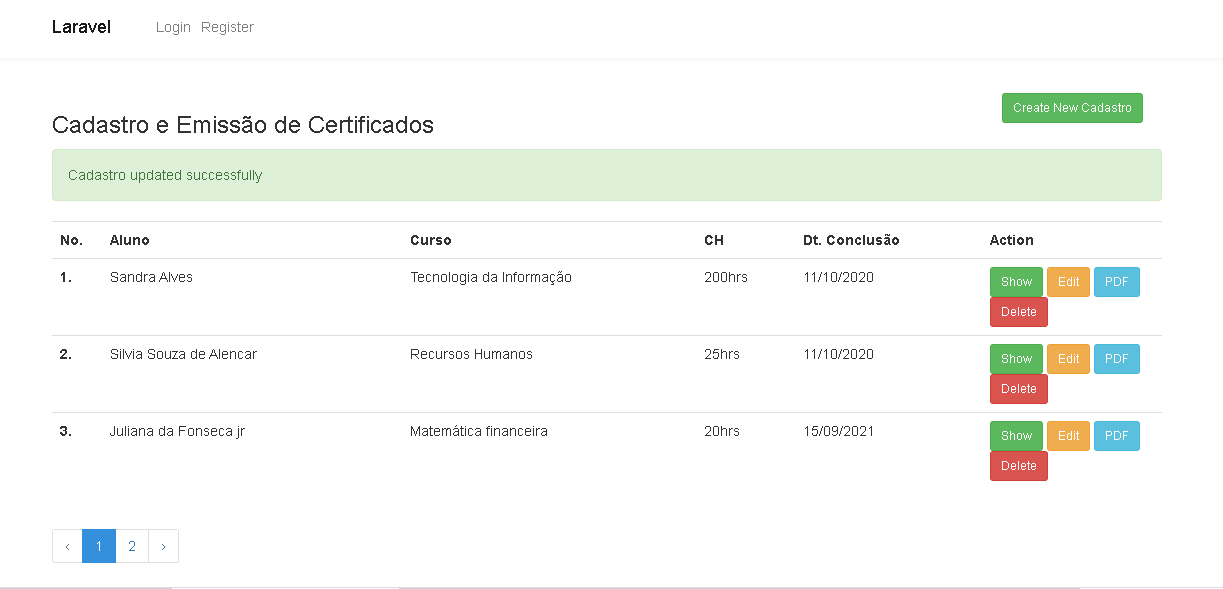 Laravel Login Register
Create New Cadastro
Cadastro e Emissão de Certificados
Cadastro updated successfully
No. Aluno Curso CH Dt. Conclusão Action
1. Sandra Alves Tecnologia da Informação 200hrs 11/10/2020 Show Edit PDF
Delete
2. Silvia Souza de Alencar Recursos Humanos 25hrs 11/10/2020 Show Edit PDF
Delete
3. Juliana da Fonseca jr Matemática financeira 20hrs 15/09/2021 Show Edit PDF
Delete
‹ 1 2 ›